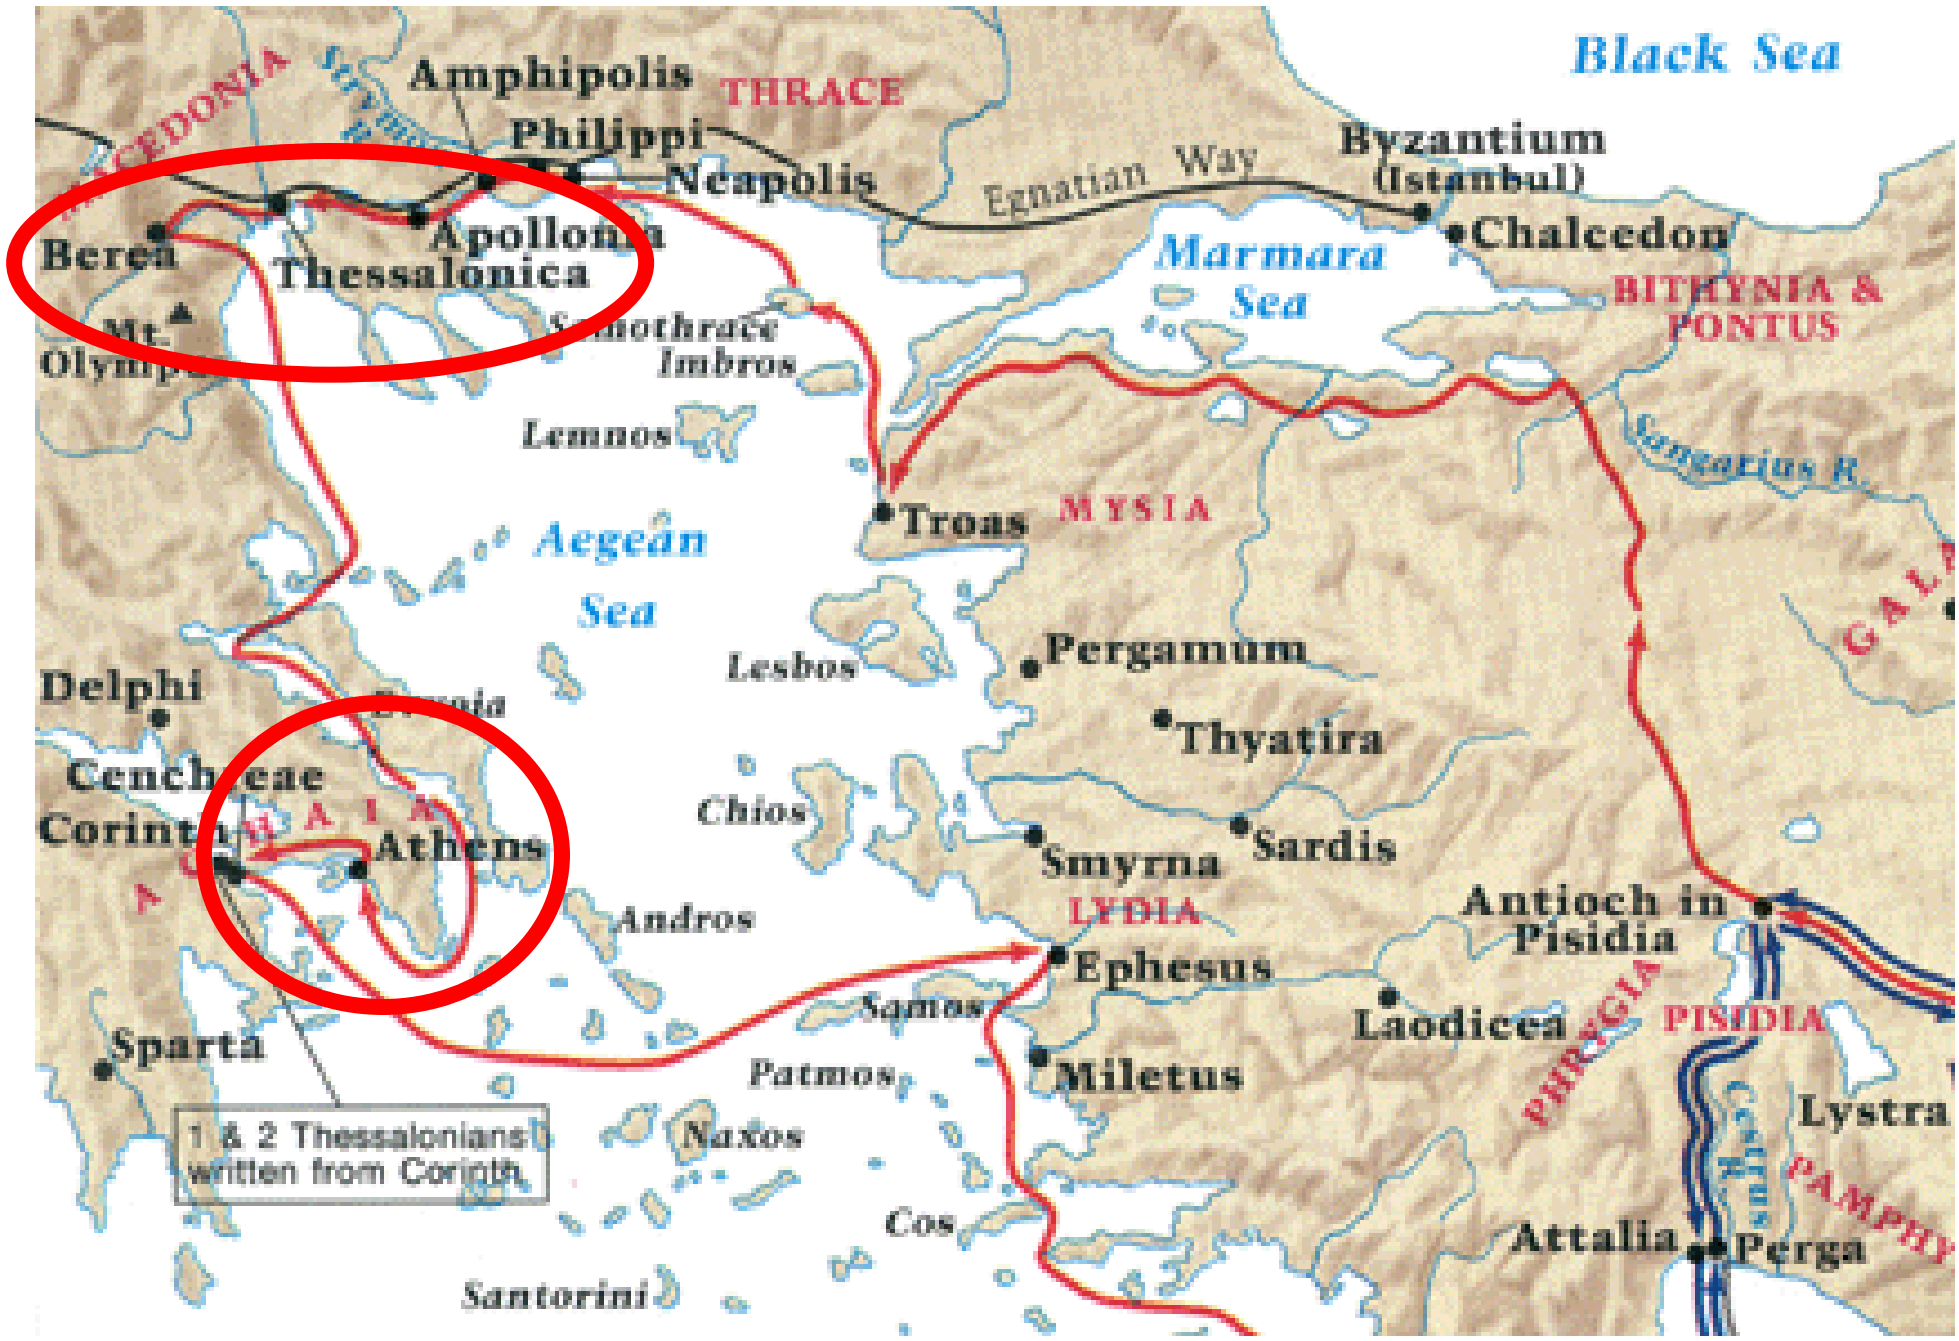 Black Sea
MACEDONIA
Strymon
R.
Amphipolis
THRACE
Philippi
Neapolis
Egnatian Way
Byzantium
(Istanbul)
Chalcedon
Marmara
Sea
BITHYNIA &
PONTUS
Berea
Apollonia
Thessalonica
Mt.
Samothrace
Imbros
Lemnos
Sangarius R.
Troas
MYSIA
Aegean
Sea
Lesbos
Pergamum
Thyatira
Delphi
Cenchreae
Corinth
ACHAIA
Athens
Chios
Smyrna
Sardis
LYDIA
Andros
Ephesus
Antioch in
Pisidia
Samos
Laodicea
PHRYGIA
PISIDIA
Sparta
Patmos
Miletus
Cestrus
R.
Lystra
1 & 2 Thessalonians
written from Corinth
Naxos
Cos
Attalia
Perga
PAMPHY
Santorini